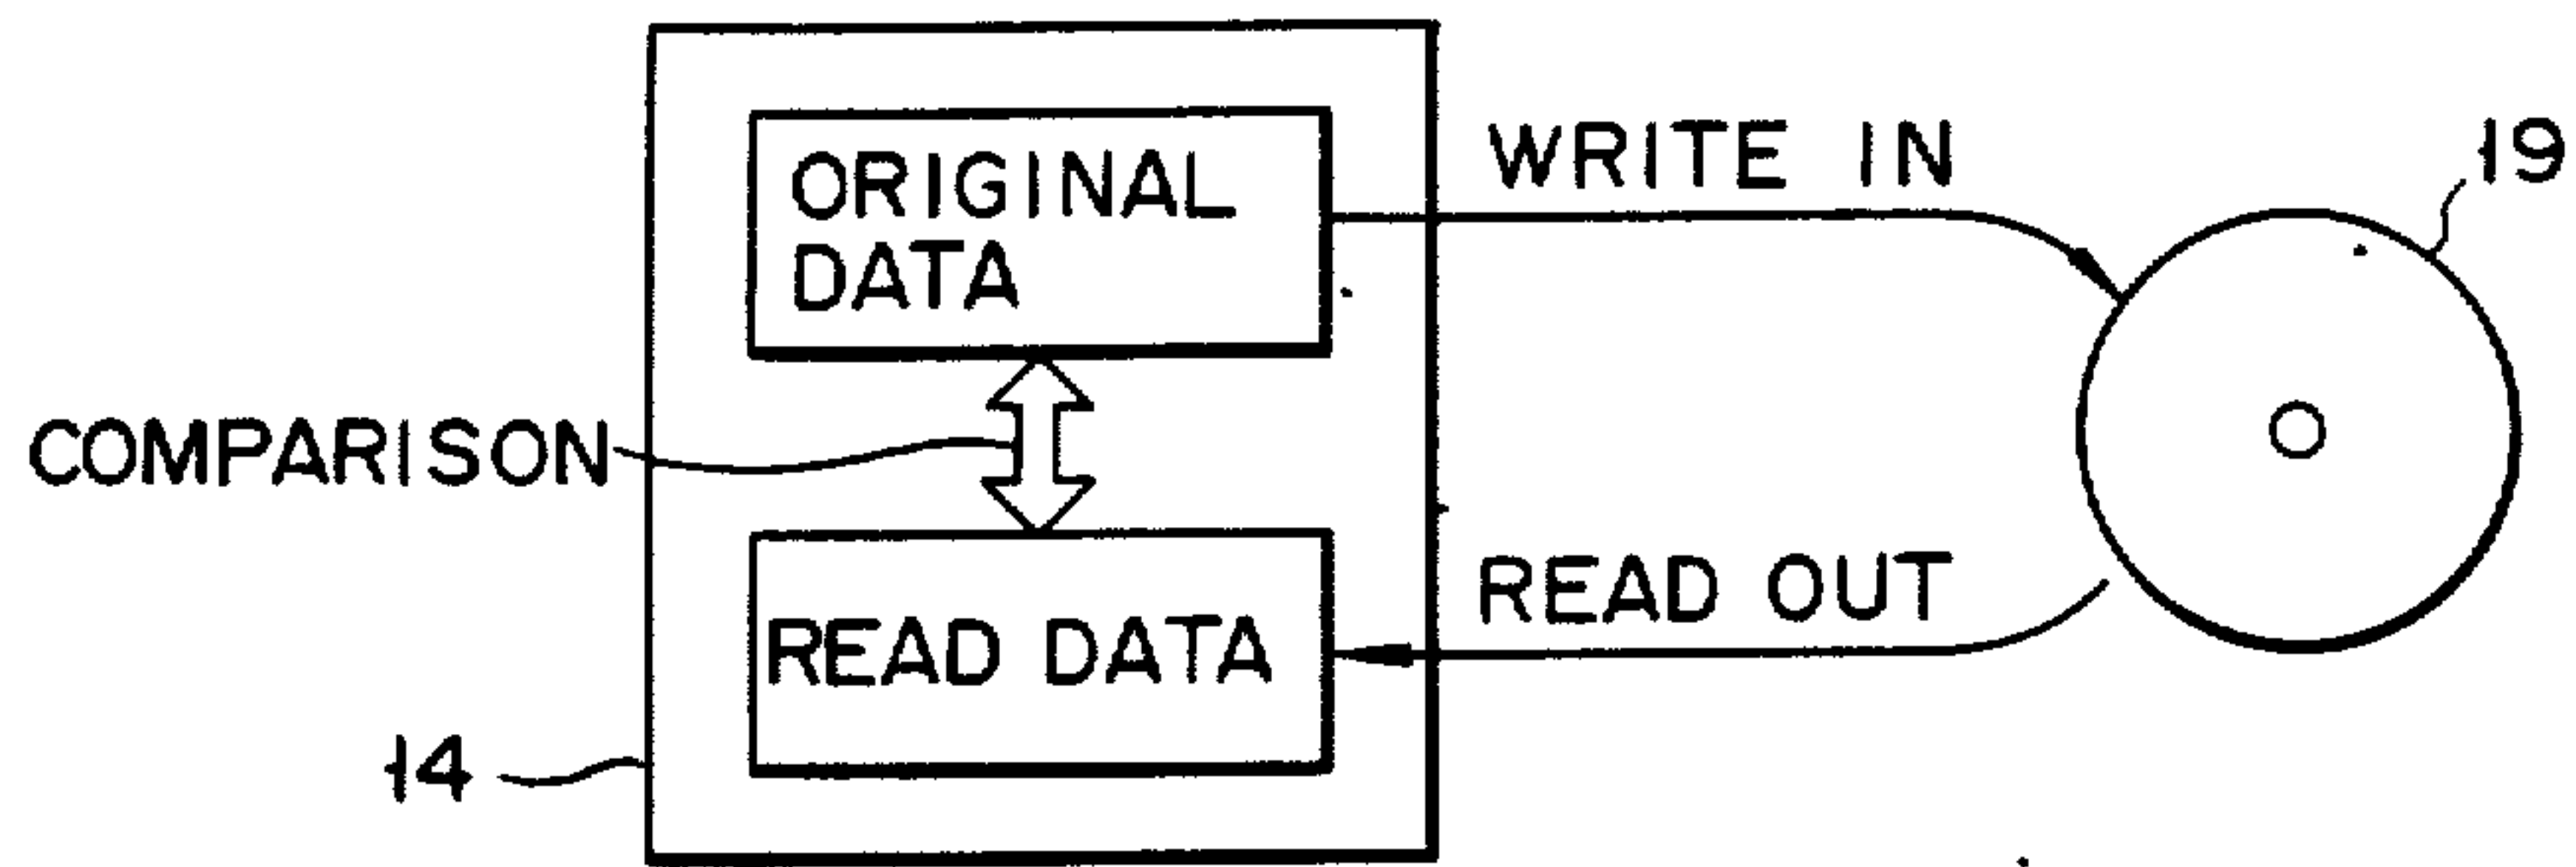 ORIGINAL
DATA
WRITE IN
19
COMPARISON
READ DATA
READ OUT
14